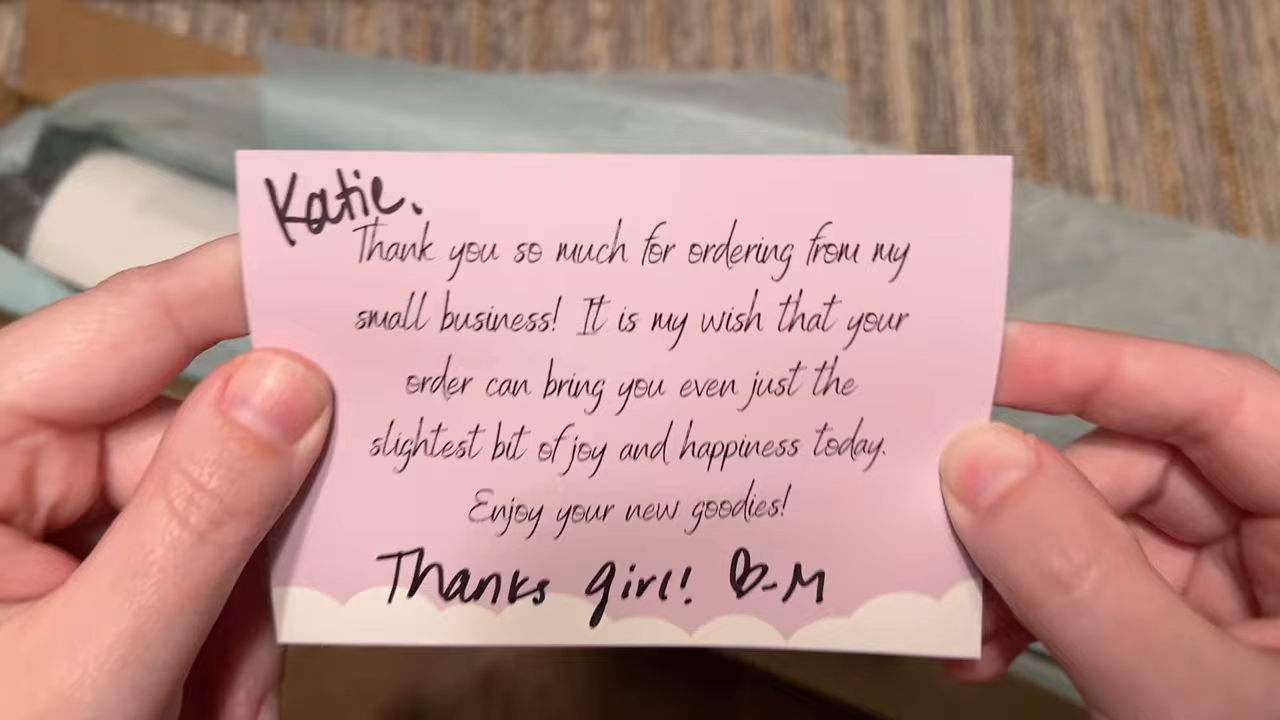 Katie.
Thank you so much for ordering from my
small business! It is my wish that your
order can bring you even just the
slightest bit of joy and happiness today.
Enjoy your new goodies!
Thanks girl! ♡-M